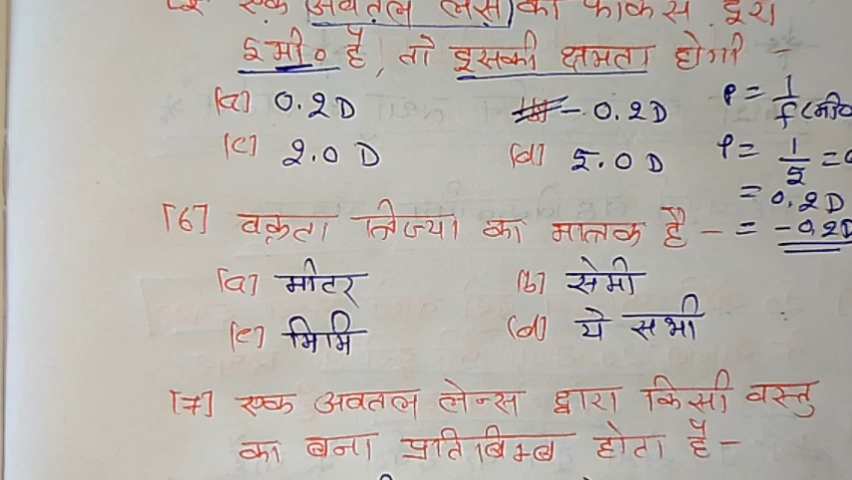 एक अवतल लेंस की फोकस दूरी
5 मी० है, तो इसकी क्षमता होगी -
(a) 0.2D - 0.2D P = 1/f
(c) 2.0 D (d) 5.0 D P = 1/5 =
= 0.2D
[6] वक्रता त्रिज्या का मात्रक है - = -0.2D
(a) मीटर (b) सेमी
(c) मिमि (d) ये सभी
[7] एक अवतल लेन्स द्वारा किसी वस्तु
का बना प्रतिबिम्ब होता है -